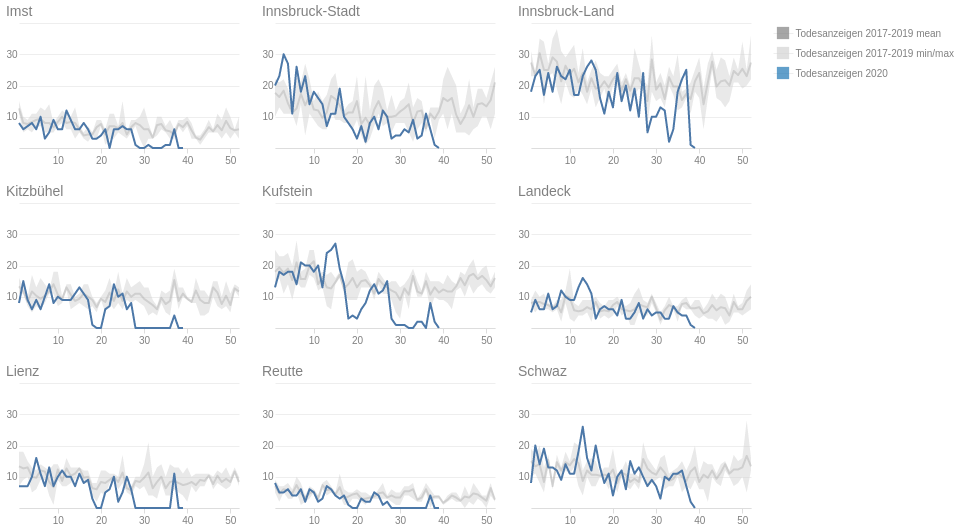 Imst
Innsbruck-Stadt
Innsbruck-Land
Todesanzeigen 2017-2019 mean
Todesanzeigen 2017-2019 min/max
Todesanzeigen 2020
30 30 30
20 20 20
10 10 10
10 20 30 40 50 10 20 30 40 50 10 20 30 40 50
Kitzbühel
Kufstein
Landeck
30 30 30
20 20 20
10 10 10
10 20 30 40 50 10 20 30 40 50 10 20 30 40 50
Lienz
Reutte
Schwaz
30 30 30
20 20 20
10 10 10
10 20 30 40 50 10 20 30 40 50 10 20 30 40 50